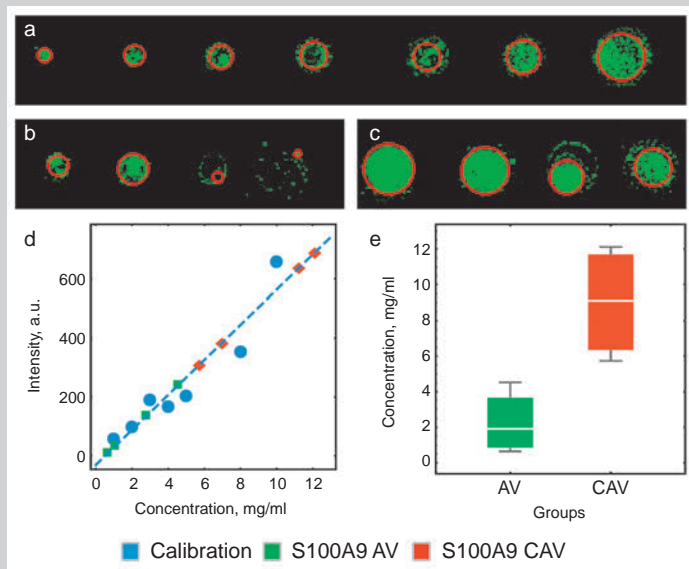 a
b
c
d
e
Intensity, a.u.
600
400
200
0
0 2 4 6 8 10 12
Concentration, mg/ml
Concentration, mg/ml
12
10
8
6
4
2
0
AV CAV
Groups
Calibration S100A9 AV S100A9 CAV